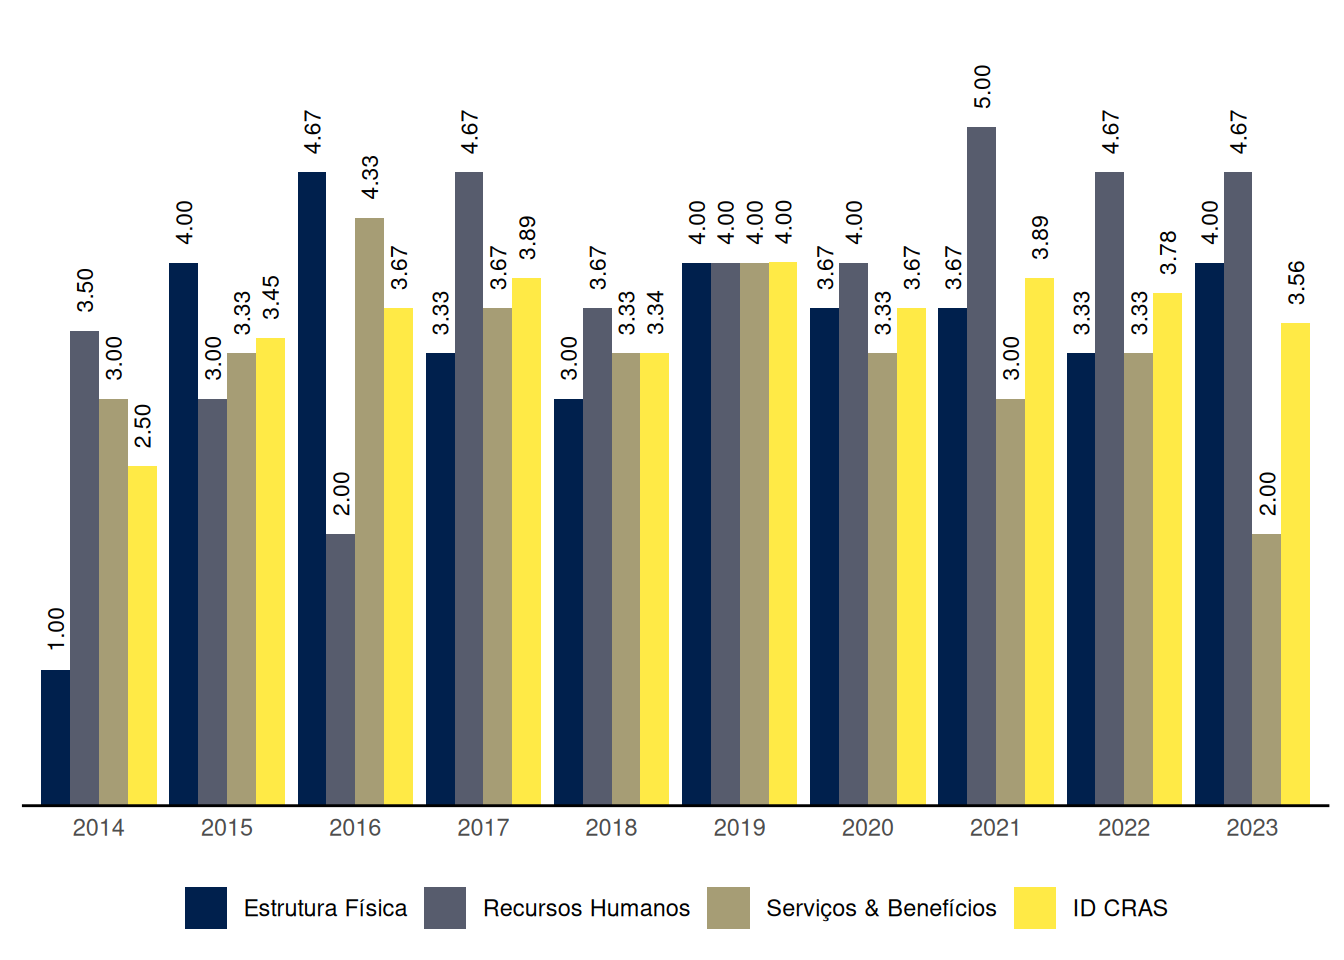 1.00 3.50 3.00 2.50
4.00 3.00 3.33 3.45
4.67 2.00 4.33 3.67
3.33 4.67 3.67 3.89
3.00 3.67 3.33 3.34
4.00 4.00 4.00 4.00
3.67 4.00 3.33 3.67
3.67 5.00 3.00 3.89
3.33 4.67 3.33 3.78
4.00 4.67 2.00 3.56
2014 2015 2016 2017 2018 2019 2020 2021 2022 2023
Estrutura Física Recursos Humanos Serviços & Benefícios ID CRAS